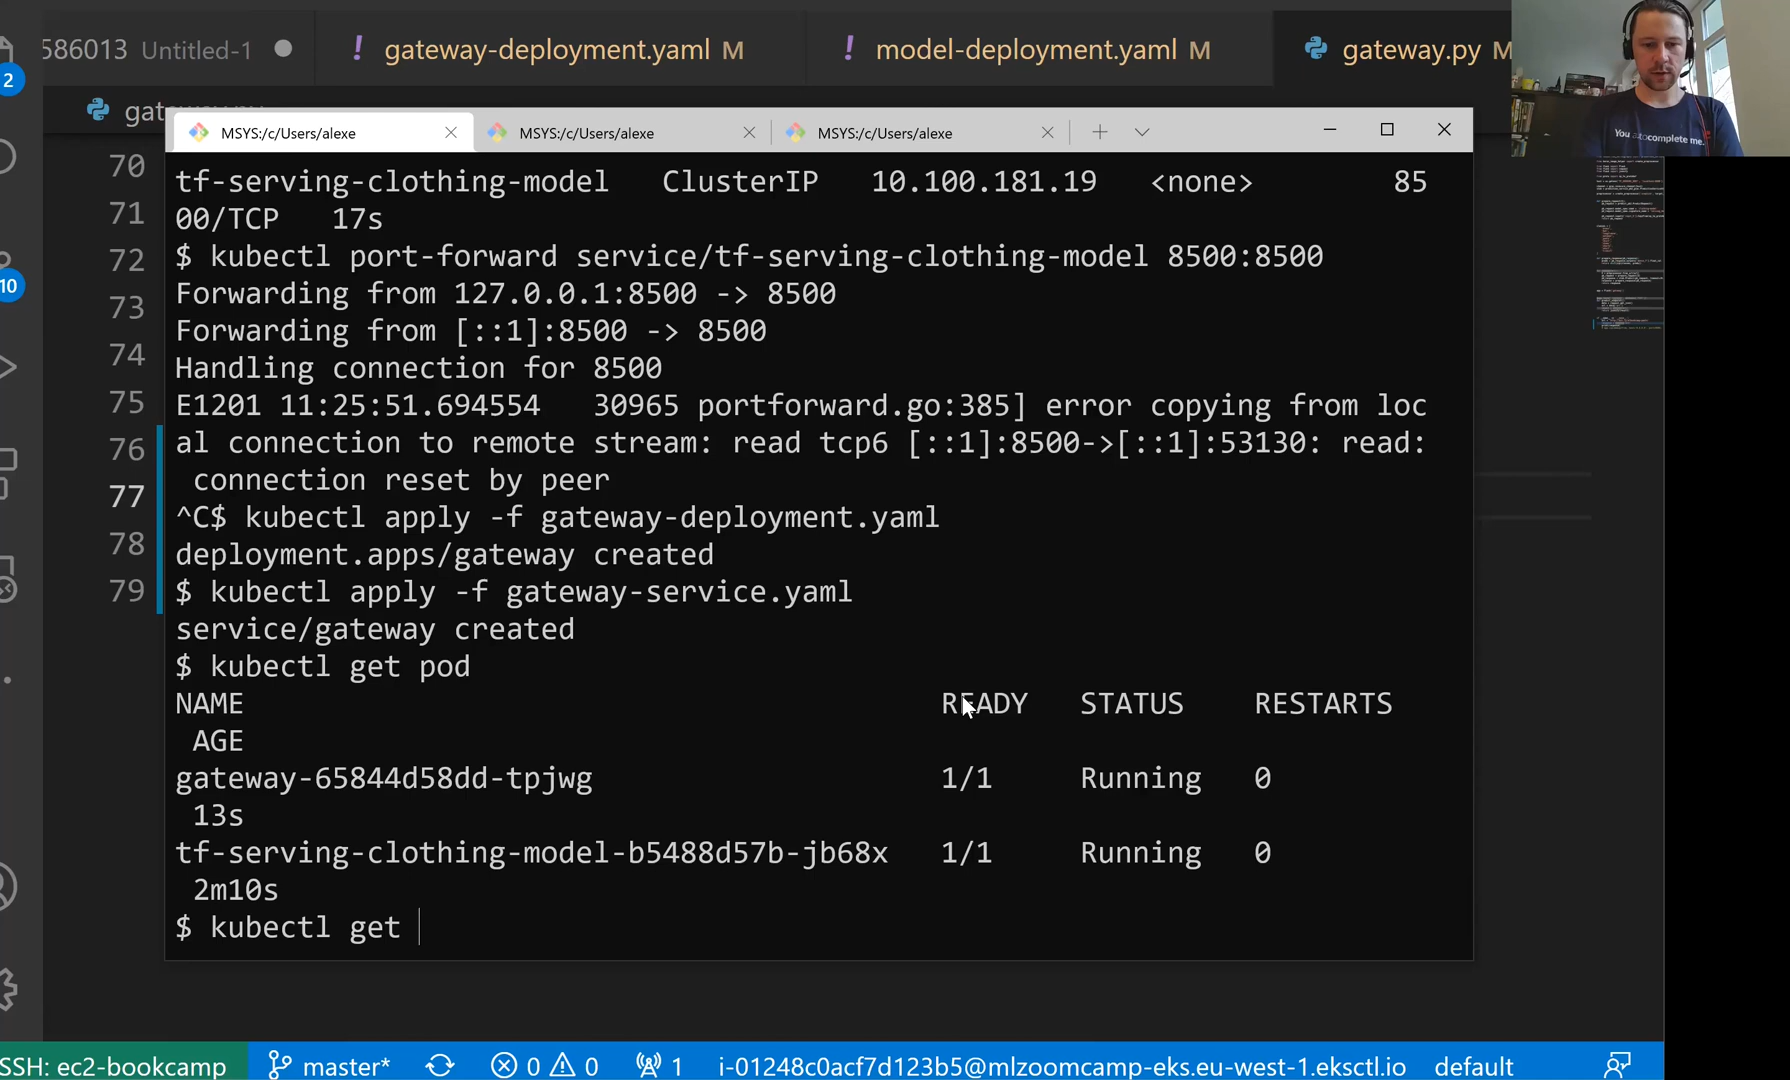 586013 Untitled-1
! gateway-deployment.yaml M
! model-deployment.yaml M
gateway.py M
You autocomplete me.
2
10
MSYS:/c/Users/alexe
MSYS:/c/Users/alexe
MSYS:/c/Users/alexe
70
71
72
73
74
75
76
77
78
79
tf-serving-clothing-model ClusterIP 10.100.181.19 <none> 85
00/TCP 17s
$ kubectl port-forward service/tf-serving-clothing-model 8500:8500
Forwarding from 127.0.0.1:8500 -> 8500
Forwarding from [::1]:8500 -> 8500
Handling connection for 8500
E1201 11:25:51.694554 30965 portforward.go:385] error copying from loc
al connection to remote stream: read tcp6 [::1]:8500->[::1]:53130: read:
connection reset by peer
^C$ kubectl apply -f gateway-deployment.yaml
deployment.apps/gateway created
$ kubectl apply -f gateway-service.yaml
service/gateway created
$ kubectl get pod
NAME READY STATUS RESTARTS
AGE
gateway-65844d58dd-tpjwg 1/1 Running 0
13s
tf-serving-clothing-model-b5488d57b-jb68x 1/1 Running 0
2m10s
$ kubectl get
SSH: ec2-bookcamp master* 0 0 1 i-01248c0acf7d123b5@mlzoomcamp-eks.eu-west-1.eksctl.io default